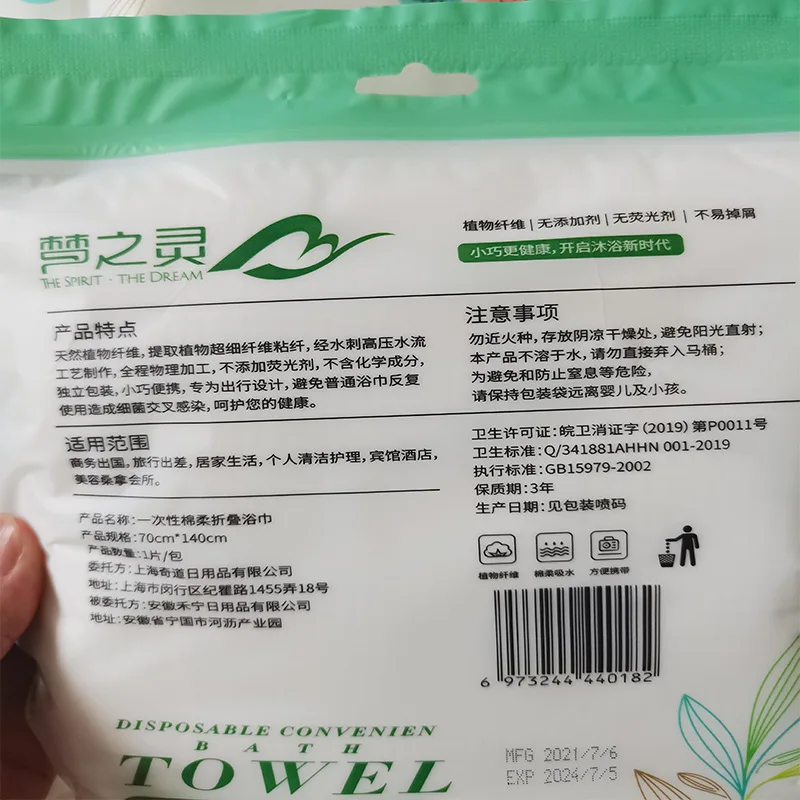 梦之灵
THE SPIRIT · THE DREAM
植物纤维 | 无添加剂 | 无荧光剂 | 不易掉屑
小巧更健康，开启沐浴新时代
产品特点
天然植物纤维，提取植物超细纤维粘纤，经水刺高压水流
工艺制作，全程物理加工，不添加荧光剂，不含化学成分，
独立包装，小巧便携，专为出行设计，避免普通浴巾反复
使用造成细菌交叉感染，呵护您的健康。
适用范围
商务出国，旅行出差，居家生活，个人清洁护理，宾馆酒店，
美容桑拿会所。
产品名称：一次性棉柔折叠浴巾
产品规格：70cm*140cm
产品数量：1片/包
委托方：上海奇道日用品有限公司
地址：上海市闵行区纪瞿路1455弄18号
被委托方：安徽禾宁日用品有限公司
地址：安徽省宁国市河沥产业园
注意事项
勿近火种，存放阴凉干燥处，避免阳光直射；
本产品不溶于水，请勿直接弃入马桶；
为避免和防止窒息等危险，
请保持包装袋远离婴儿及小孩。
卫生许可证：皖卫消证字（2019）第P0011号
卫生标准：Q/341881AHHN 001-2019
执行标准：GB15979-2002
保质期：3年
生产日期：见包装喷码
植物纤维 棉柔吸水 方便携带
6 973244 440182
DISPOSABLE CONVENIEN
BATH
TOWEL
MFG 2021/7/6
EXP 2024/7/5